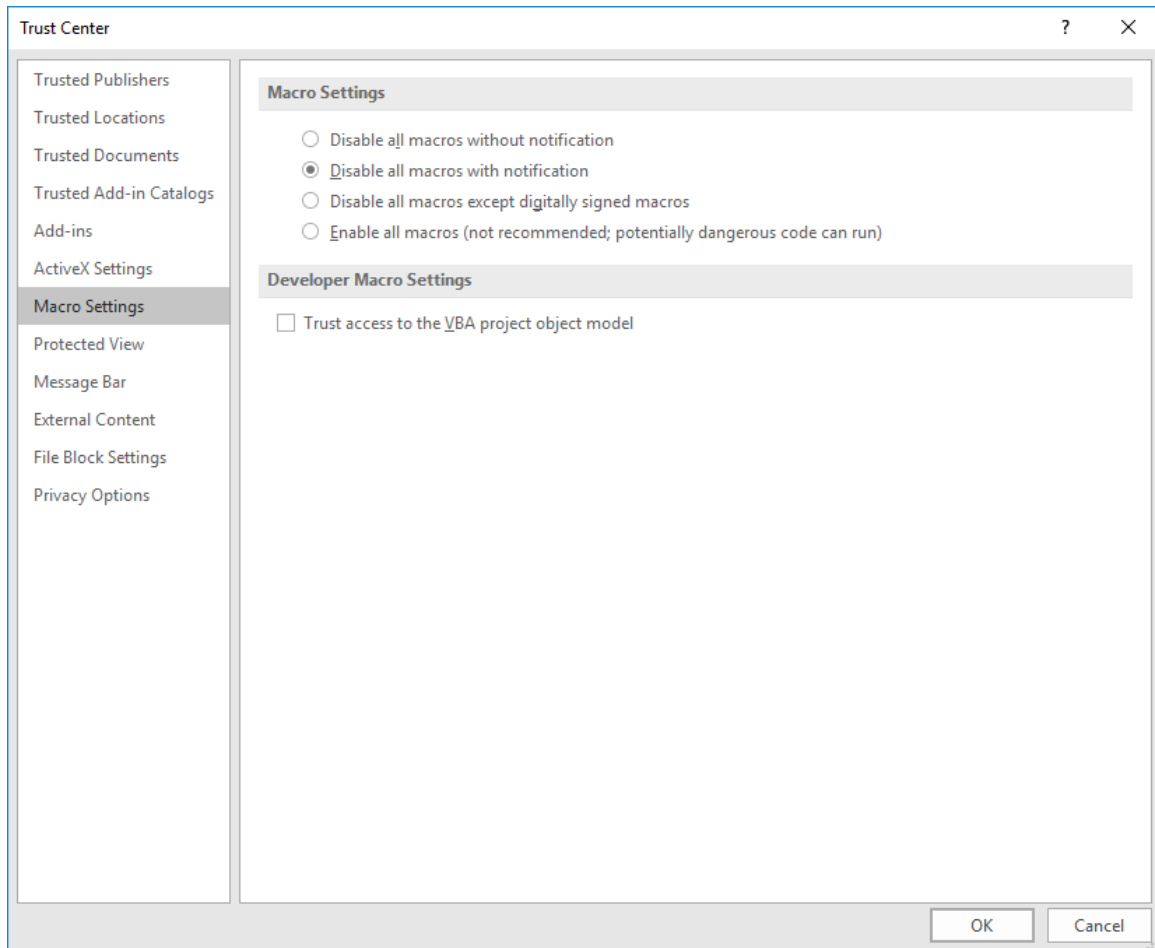 Trust Center
?
Trusted Publishers
Trusted Locations
Trusted Documents
Trusted Add-in Catalogs
Add-ins
ActiveX Settings
Macro Settings
Protected View
Message Bar
External Content
File Block Settings
Privacy Options
Macro Settings
Disable all macros without notification
Disable all macros with notification
Disable all macros except digitally signed macros
Enable all macros (not recommended; potentially dangerous code can run)
Developer Macro Settings
Trust access to the VBA project object model
OK
Cancel